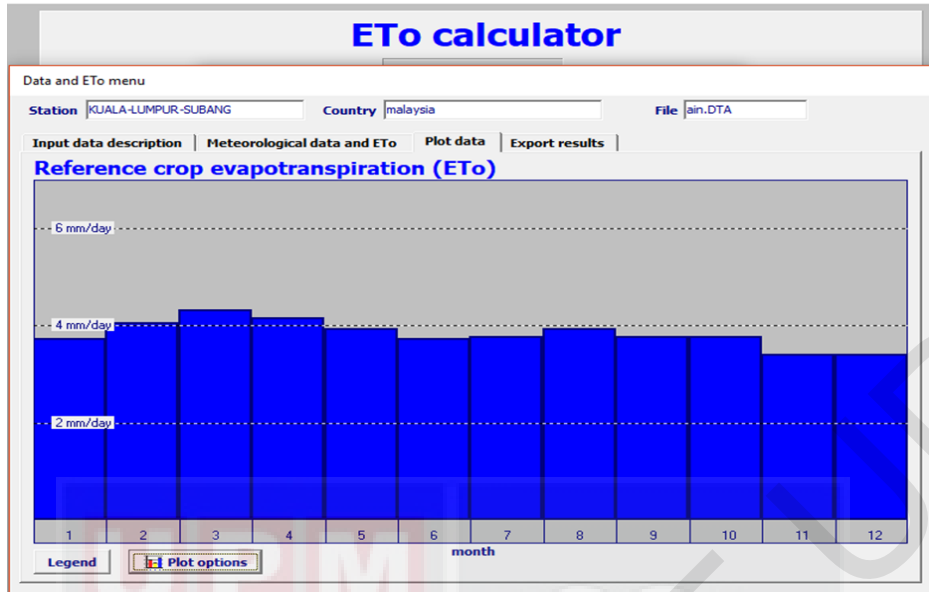 ETo calculator
Data and ETo menu
Station KUALA-LUMPUR-SUBANG Country malaysia File ain.DTA
Input data description Meteorological data and ETo Plot data Export results
Reference crop evapotranspiration (ETo)
6 mm/day
4 mm/day
2 mm/day
1 2 3 4 5 6 7 8 9 10 11 12
month
Legend Plot options
UPM